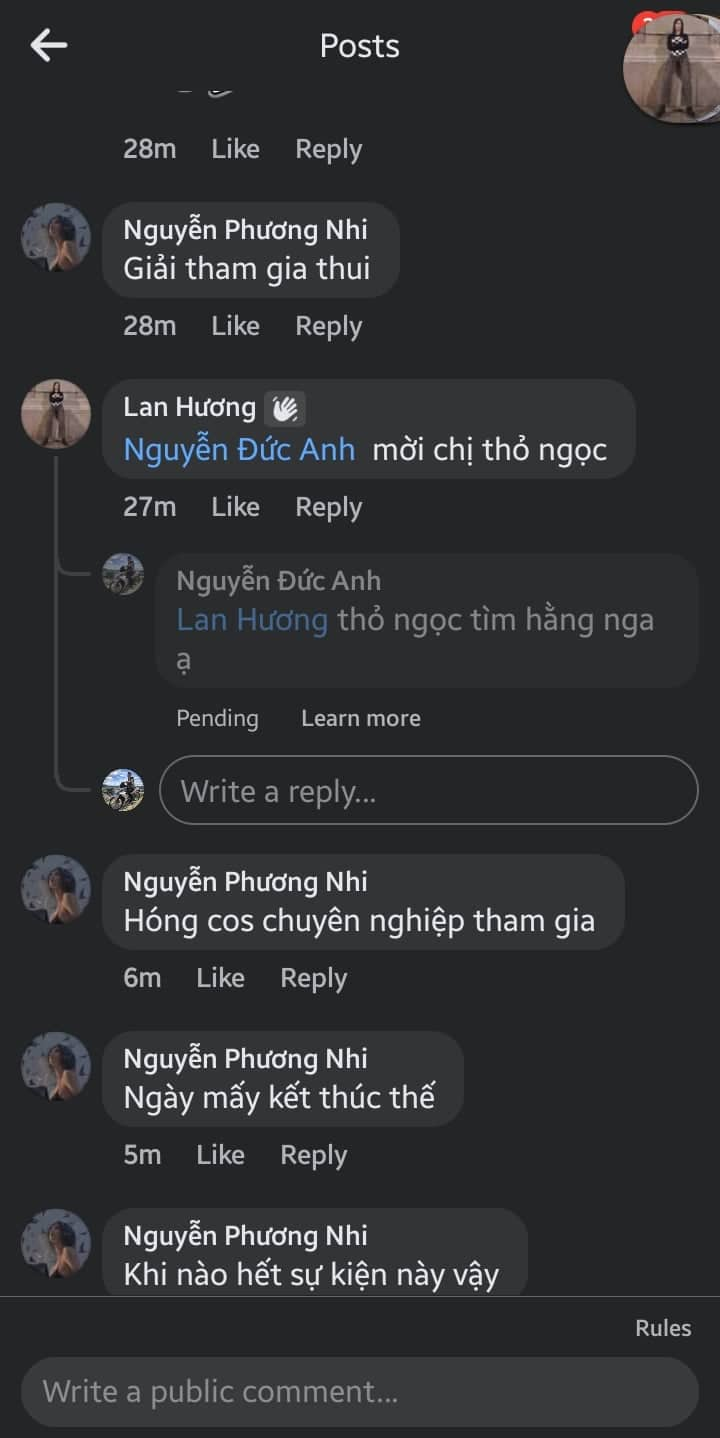 Posts
28m Like Reply
Nguyễn Phương Nhi
Giải tham gia thui
28m Like Reply
Lan Hương
Nguyễn Đức Anh mời chị thỏ ngọc
27m Like Reply
Nguyễn Đức Anh
Lan Hương thỏ ngọc tìm hằng nga
ạ
Pending Learn more
Write a reply...
Nguyễn Phương Nhi
Hóng cos chuyên nghiệp tham gia
6m Like Reply
Nguyễn Phương Nhi
Ngày mấy kết thúc thế
5m Like Reply
Nguyễn Phương Nhi
Khi nào hết sự kiện này vậy
Rules
Write a public comment...